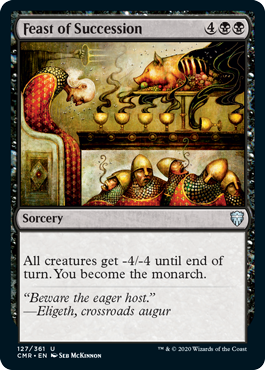 Feast of Succession 4
Sorcery
All creatures get -4/-4 until end of
turn. You become the monarch.
"Beware the eager host."
—Eligeth, crossroads augur
127/361 U
CMR • EN Seb McKinnon
™ & © 2020 Wizards of the Coast